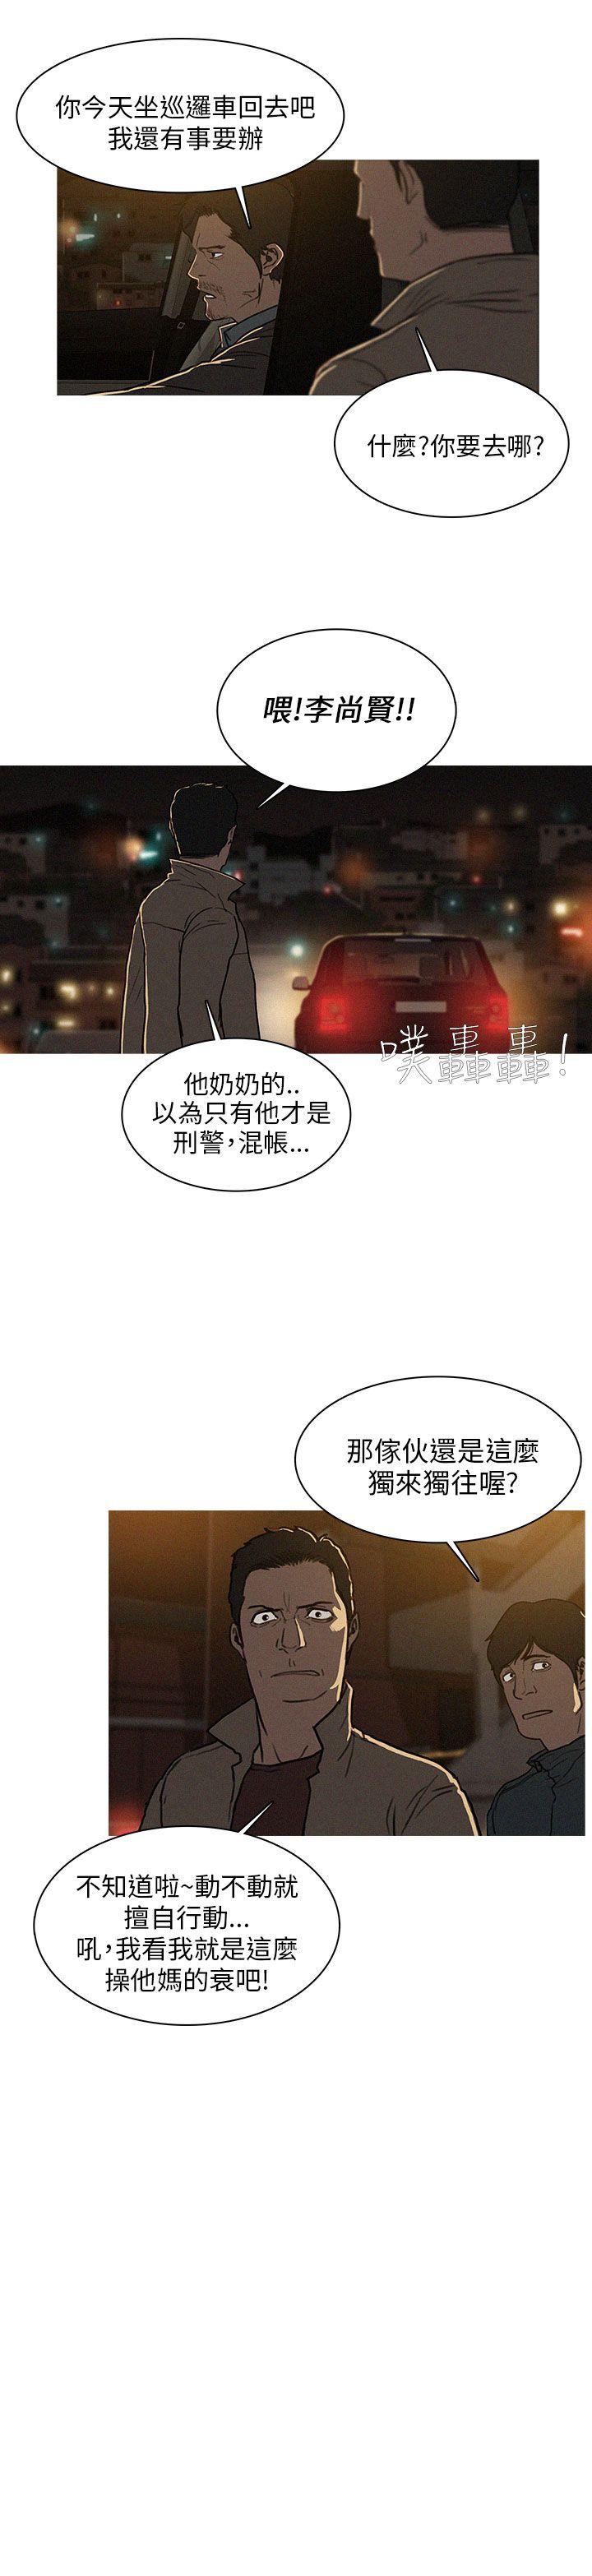 你今天坐巡邏車回去吧
我還有事要辦
什麼?你要去哪?
喂!李尚賢!!
噗轟轟!
他奶奶的..
以為只有他才是
刑警,混帳...
那傢伙還是這麼
獨來獨往喔?
不知道啦~動不動就
擅自行動...
吼,我看我就是這麼
操他媽的衰吧!